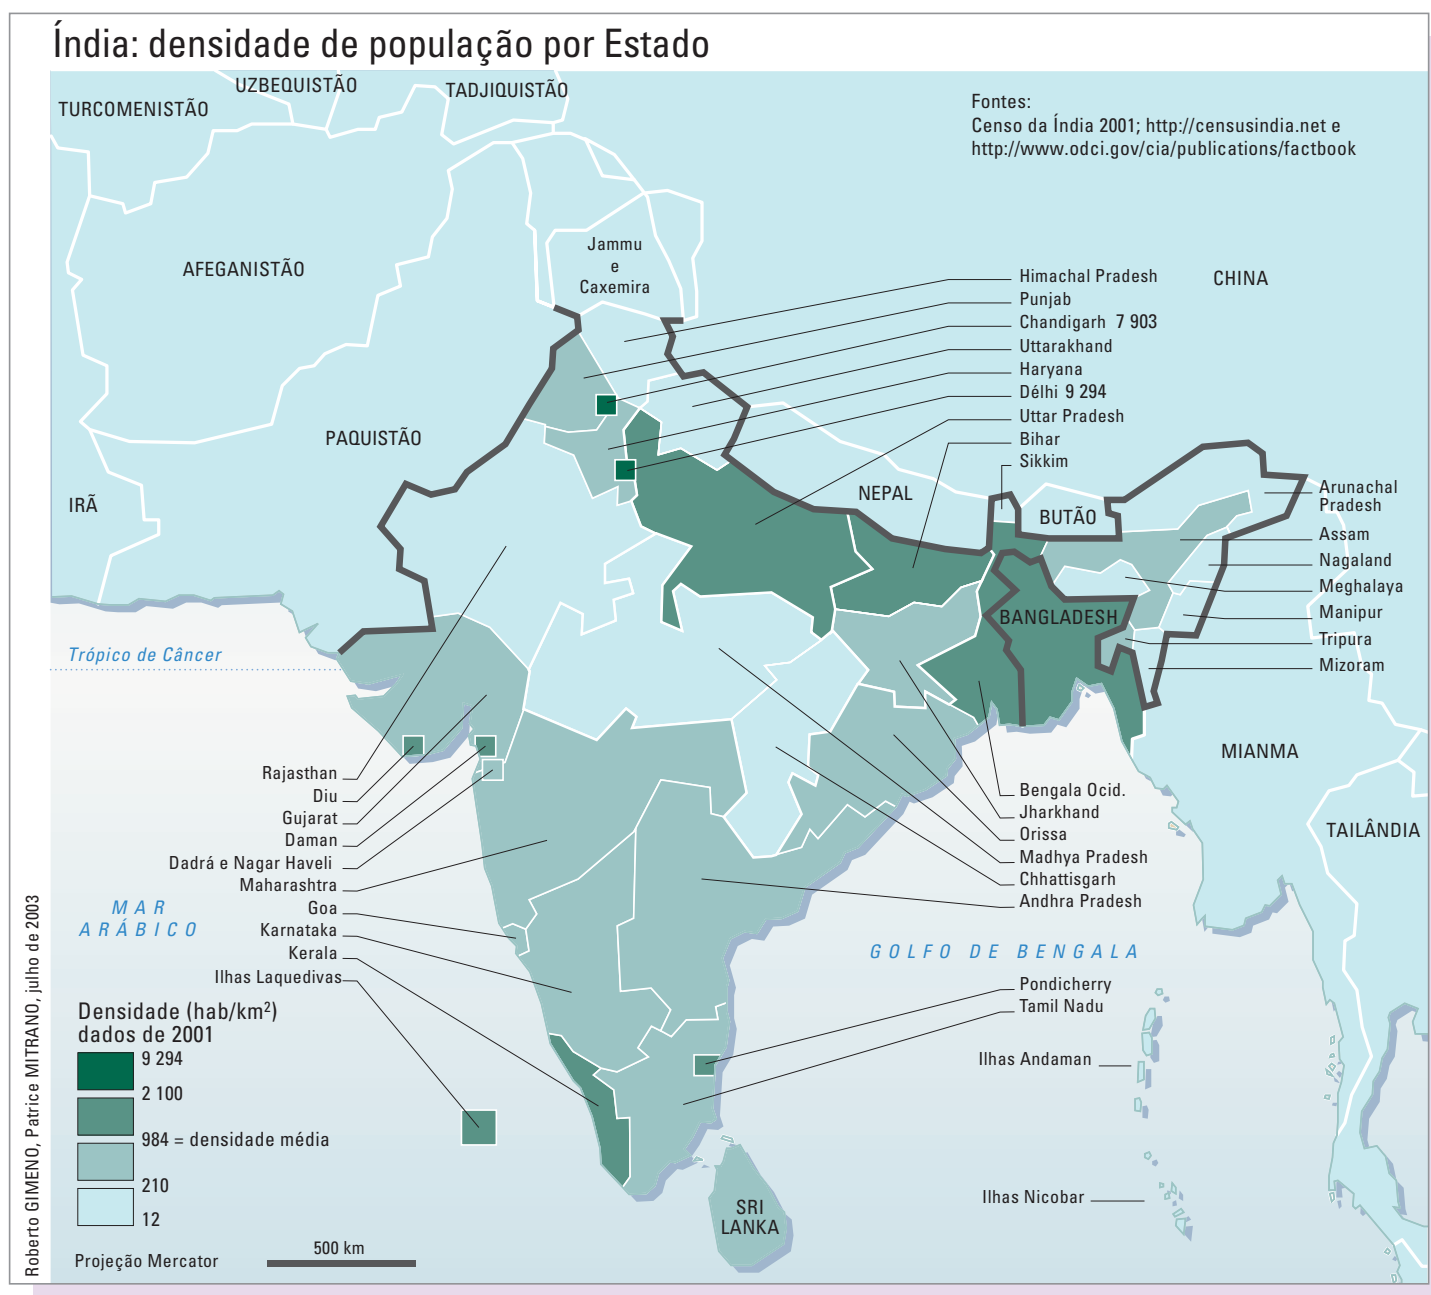 Índia: densidade de população por Estado
UZBEQUISTÃO
TADJIQUISTÃO
TURCOMENISTÃO
Fontes:
Censo da Índia 2001; http://censusindia.net e
http://www.odci.gov/cia/publications/factbook
AFEGANISTÃO
Jammu
e
Caxemira
CHINA
Himachal Pradesh
Punjab
Chandigarh 7 903
Uttarakhand
Haryana
Délhi 9 294
Uttar Pradesh
Bihar
Sikkim
PAQUISTÃO
IRÃ
NEPAL
BUTÃO
Arunachal
Pradesh
Assam
Nagaland
Meghalaya
Manipur
Tripura
Mizoram
BANGLADESH
Trópico de Câncer
MIANMA
TAILÂNDIA
Rajasthan
Diu
Gujarat
Daman
Dadrá e Nagar Haveli
Maharashtra
Goa
Karnataka
Kerala
Ilhas Laquedivas
Bengala Ocid.
Jharkhand
Orissa
Madhya Pradesh
Chhattisgarh
Andhra Pradesh
MAR
ARÁBICO
GOLFO DE BENGALA
Pondicherry
Tamil Nadu
Ilhas Andaman
Ilhas Nicobar
SRI
LANKA
Densidade (hab/km²)
dados de 2001
9 294
2 100
984 = densidade média
210
12
Projeção Mercator
500 km
Roberto GIMENO, Patrice MITRANO, julho de 2003